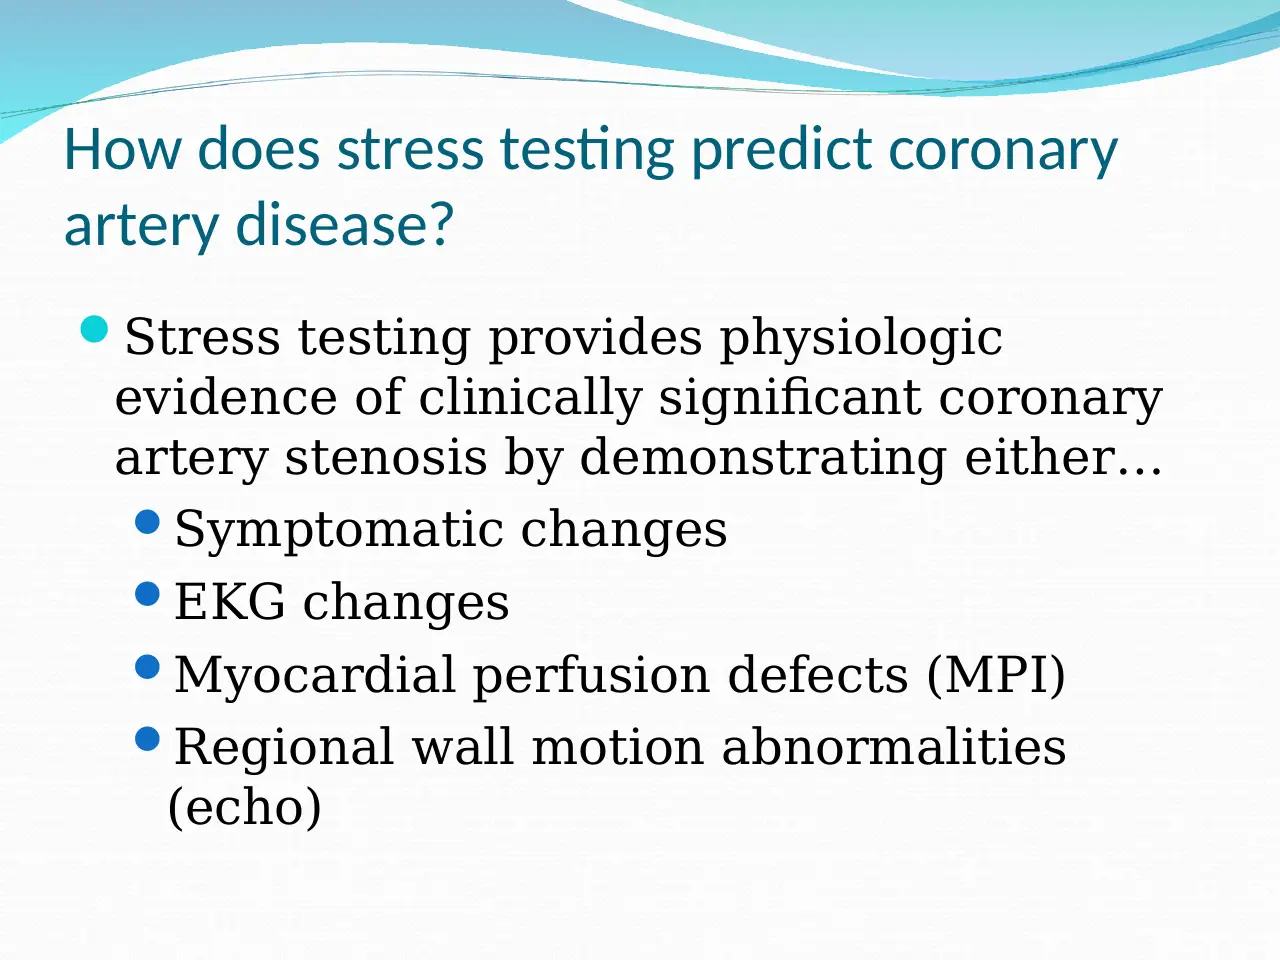 How does stress testing predict coronary
artery disease?
Stress testing provides physiologic
evidence of clinically significant coronary
artery stenosis by demonstrating either…
Symptomatic changes
EKG changes
Myocardial perfusion defects (MPI)
Regional wall motion abnormalities
(echo)